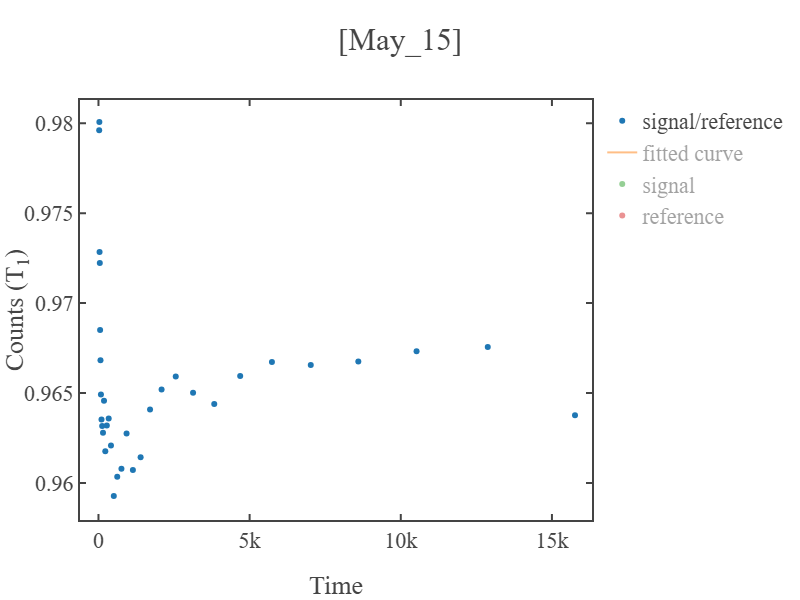 [May_15]
0.98
0.975
0.97
0.965
0.96
Counts (T1)
0
5k
10k
15k
Time
signal/reference
fitted curve
signal
reference